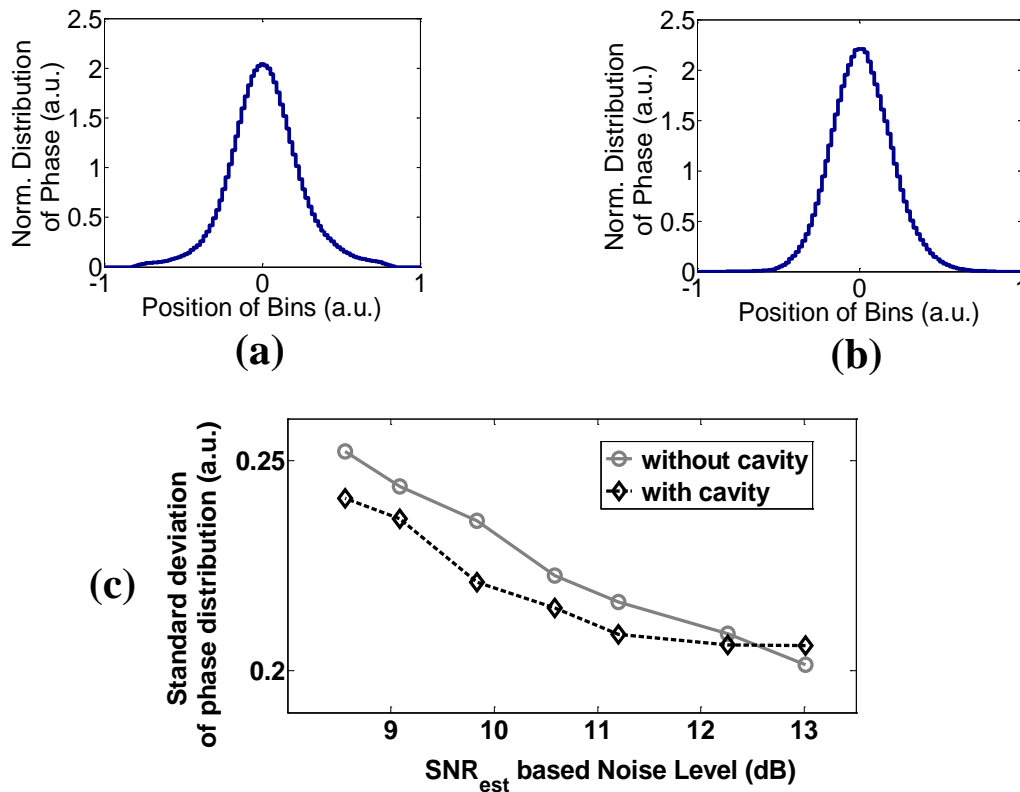 2.5
2
1.5
1
0.5
0
-1
0
1
Norm. Distribution
of Phase (a.u.)
Position of Bins (a.u.)
(a)
2.5
2
1.5
1
0.5
0
-1
0
1
Norm. Distribution
of Phase (a.u.)
Position of Bins (a.u.)
(b)
0.25
0.2
Standard deviation
of phase distribution (a.u.)
without cavity
with cavity
(c)
9
10
11
12
13
SNRest based Noise Level (dB)